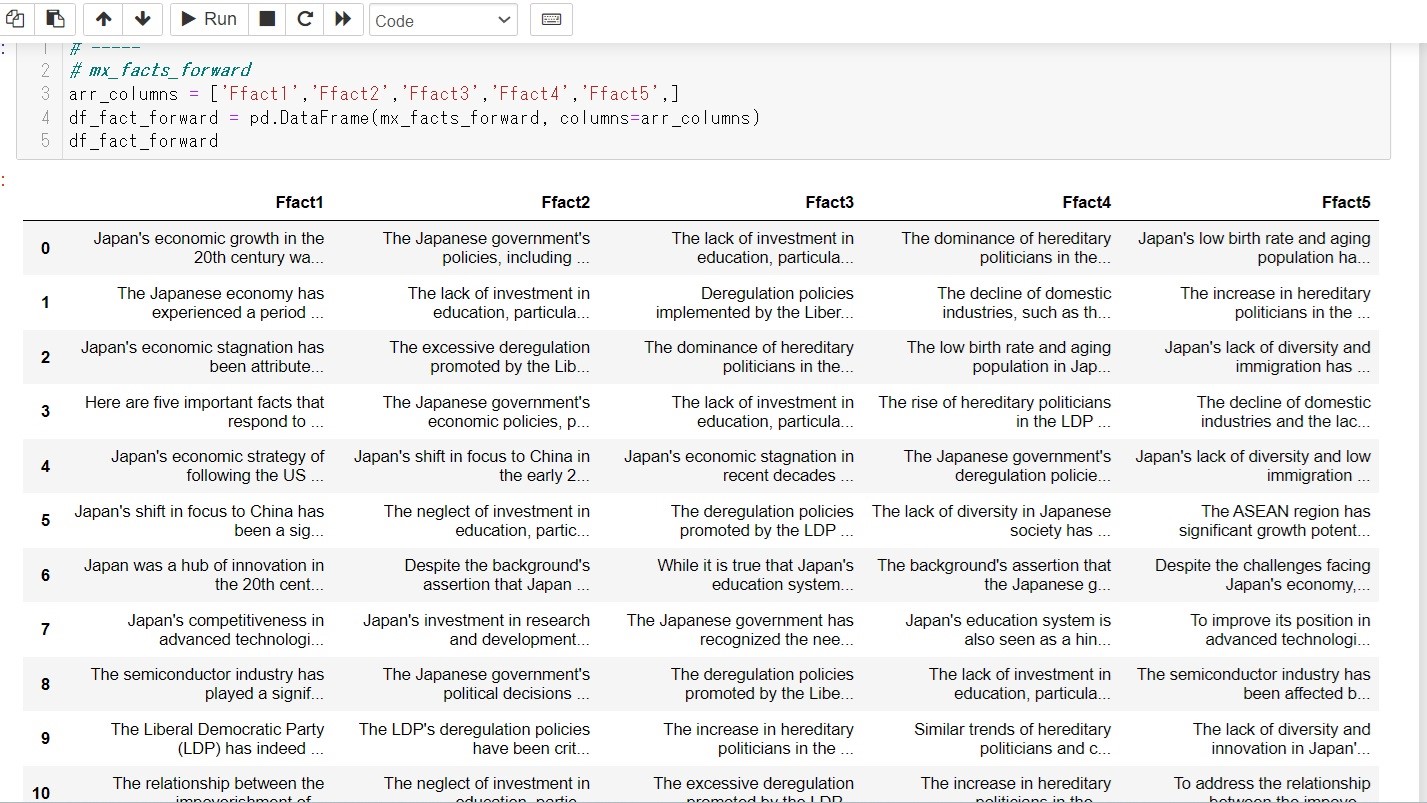 Run
Code
1 # -----
2 # mx_facts_forward
3 arr_columns = ['Ffact1','Ffact2','Ffact3','Ffact4','Ffact5',]
4 df_fact_forward = pd.DataFrame(mx_facts_forward, columns=arr_columns)
5 df_fact_forward
Ffact1 Ffact2 Ffact3 Ffact4 Ffact5
Japan's economic growth in the The Japanese government's The lack of investment in The dominance of hereditary Japan's low birth rate and aging
0 20th century wa... policies, including ... education, particula... politicians in the... population ha...
The Japanese economy has The lack of investment in Deregulation policies The decline of domestic The increase in hereditary
1 experienced a period ... education, particula... implemented by the Liber... industries, such as th... politicians in the ...
Japan's economic stagnation has The excessive deregulation The dominance of hereditary The low birth rate and aging Japan's lack of diversity and
2 been attribute... promoted by the Lib... politicians in the... population in Jap... immigration has ...
Here are five important facts that The Japanese government's The lack of investment in The rise of hereditary politicians The decline of domestic
3 respond to ... economic policies, p... education, particula... in the LDP ... industries and the lac...
Japan's economic strategy of Japan's shift in focus to China in Japan's economic stagnation in The Japanese government's Japan's lack of diversity and low
4 following the US ... the early 2... recent decades ... deregulation policie... immigration ...
Japan's shift in focus to China has The neglect of investment in The deregulation policies The lack of diversity in Japanese The ASEAN region has
5 been a sig... education, partic... promoted by the LDP ... society has ... significant growth potent...
Japan was a hub of innovation in Despite the background's While it is true that Japan's The background's assertion that Despite the challenges facing
6 the 20th cent... assertion that Japan ... education system... the Japanese g... Japan's economy,...
Japan's competitiveness in Japan's investment in research The Japanese government has Japan's education system is To improve its position in
7 advanced technologi... and development... recognized the nee... also seen as a hin... advanced technologi...
The semiconductor industry has The Japanese government's The deregulation policies The lack of investment in The semiconductor industry has
8 played a signif... political decisions ... promoted by the Libe... education, particula... been affected b...
The Liberal Democratic Party The LDP's deregulation policies The increase in hereditary Similar trends of hereditary The lack of diversity and
9 (LDP) has indeed ... have been crit... politicians in the ... politicians and c... innovation in Japan'...
The relationship between the The neglect of investment in The excessive deregulation The increase in hereditary To address the relationship
10